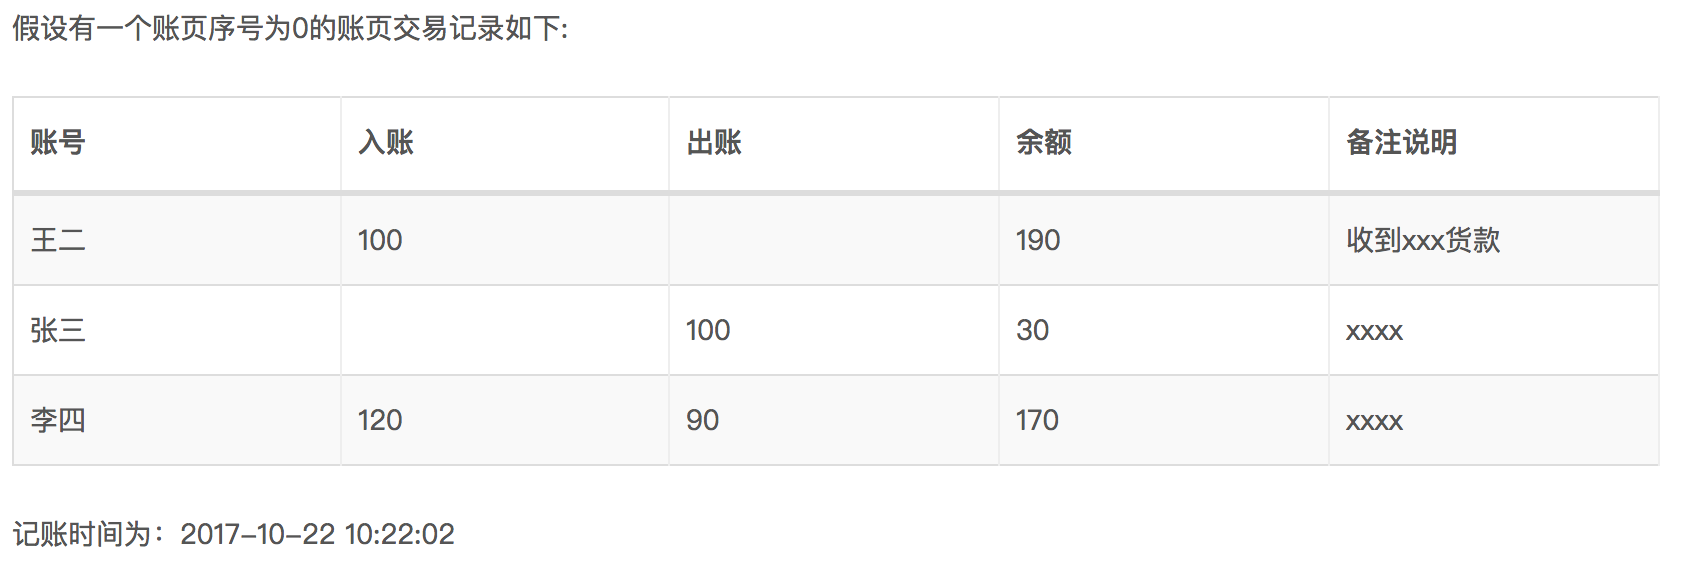 假设有一个账页序号为0的账页交易记录如下:
账号 入账 出账 余额 备注说明
王二 100 190 收到xxx货款
张三 100 30 xxxx
李四 120 90 170 xxxx
记账时间为：2017-10-22 10:22:02